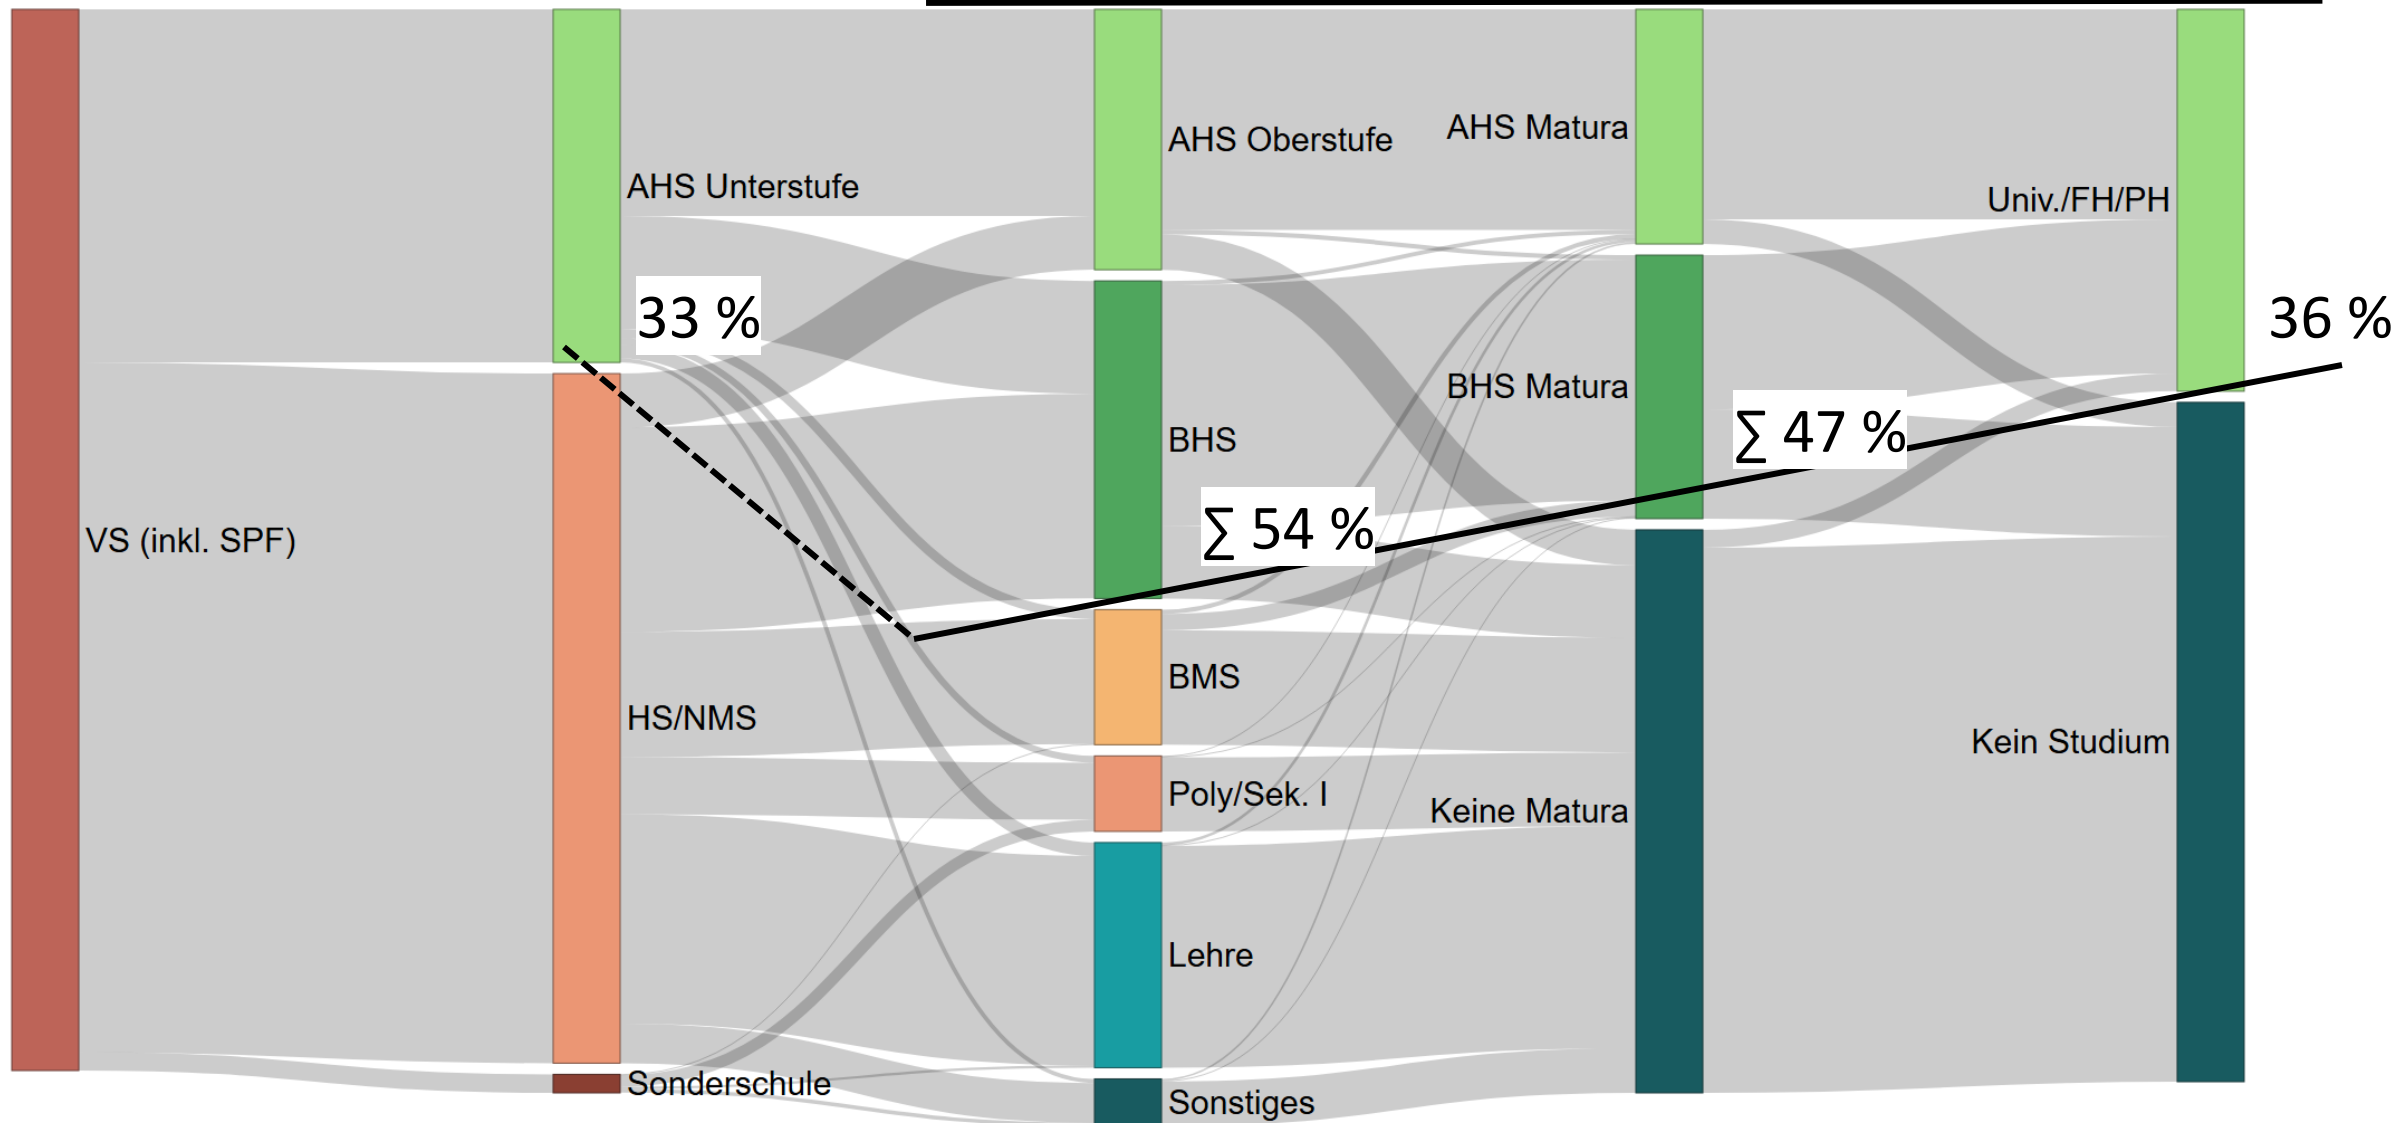 VS (inkl. SPF)
AHS Unterstufe
33 %
HS/NMS
Sonderschule
AHS Oberstufe
BHS
∑ 54 %
BMS
Poly/Sek. I
Lehre
Sonstiges
AHS Matura
BHS Matura
∑ 47 %
Keine Matura
Univ./FH/PH
36 %
Kein Studium